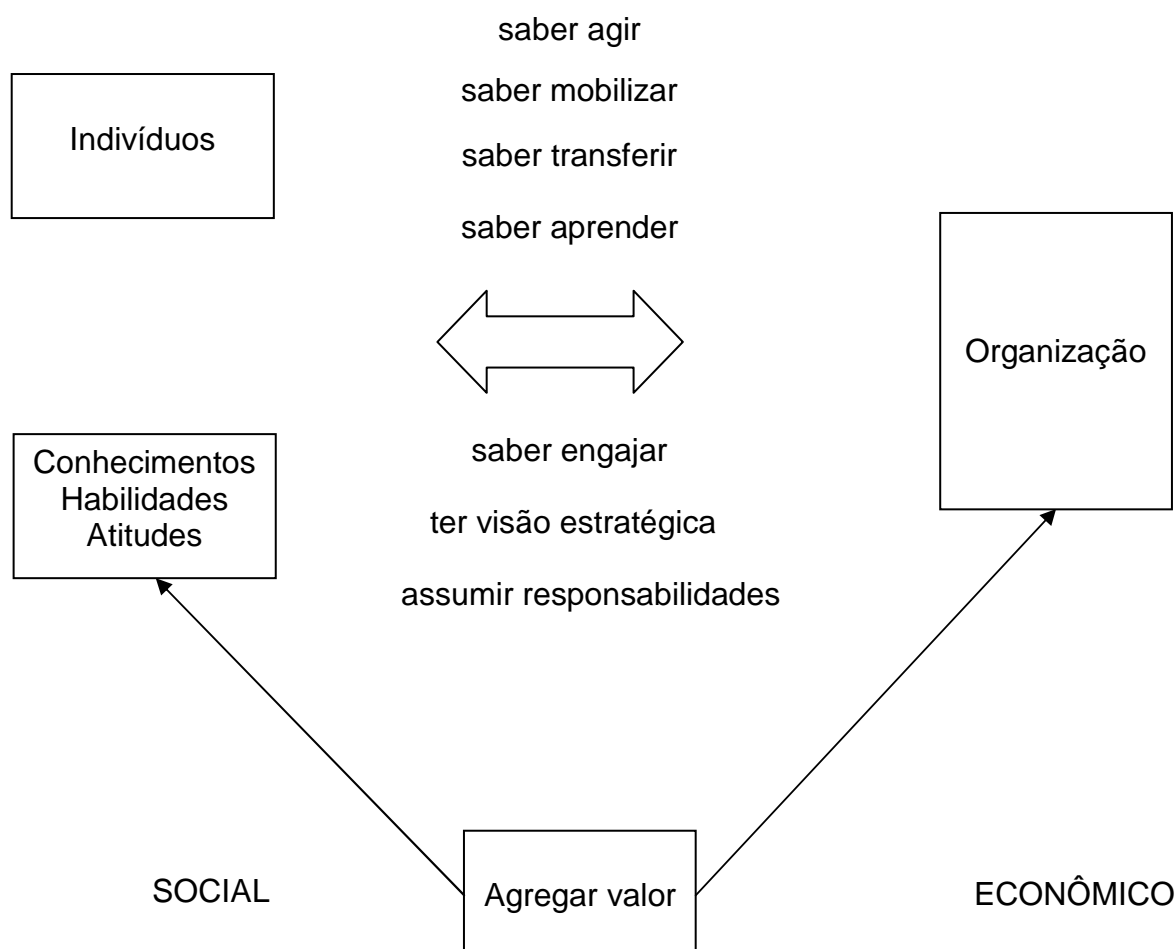 saber agir
saber mobilizar
Indivíduos
saber transferir
saber aprender
Organização
saber engajar
Conhecimentos
Habilidades
Atitudes
ter visão estratégica
assumir responsabilidades
SOCIAL
Agregar valor
ECONÔMICO